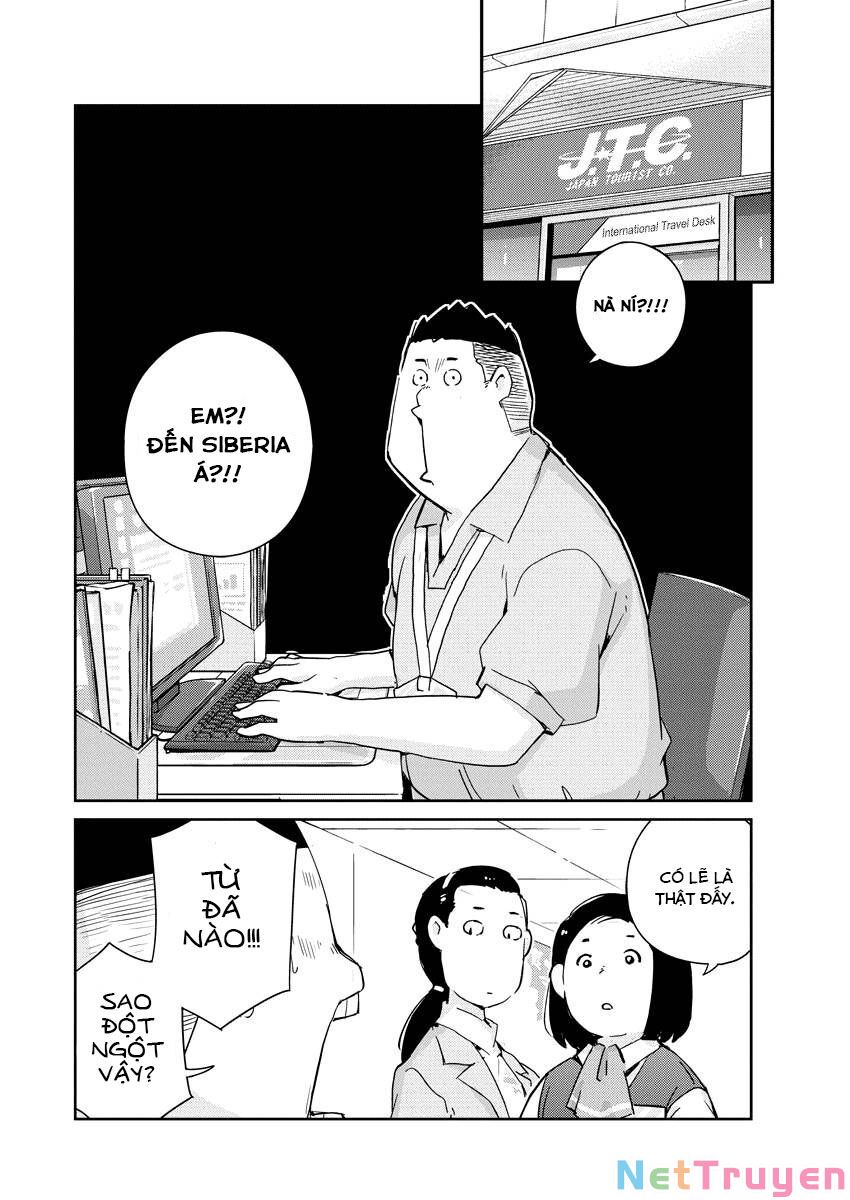 J.T.C.
JAPAN TOURIST CO.
International Travel Desk
NÀ NÍ?!!!
EM?!
ĐẾN SIBERIA
Á?!!
CÓ LẼ LÀ
THẬT ĐẤY.
TỪ
ĐÃ
NÀO!!!
SAO
ĐỘT
NGỘT
VẬY?
NetTruyen